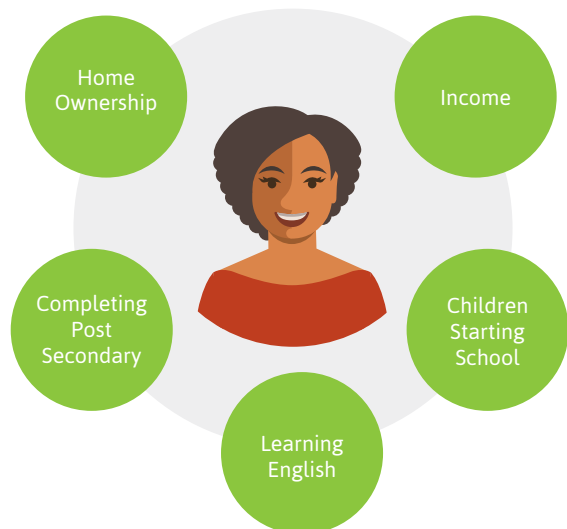 Home
Ownership
Income
Completing
Post
Secondary
Children
Starting
School
Learning
English